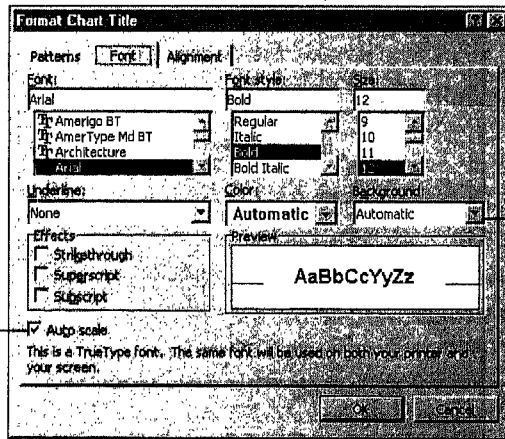 Format Chart Title
Patterns Font Alignment
Font: Font style: Size:
Arial Bold 12
Amerigo BT Regular 9
AmerType Md BT Italic 10
Architecture Bold 11
Arial Bold Italic 12
Underline: Color: Background:
None Automatic Automatic
Effects Preview
Strikethrough
Superscript AaBbCcYyZz
Subscript
Auto scale
This is a TrueType font. The same font will be used on both your printer and
your screen.
OK Cancel